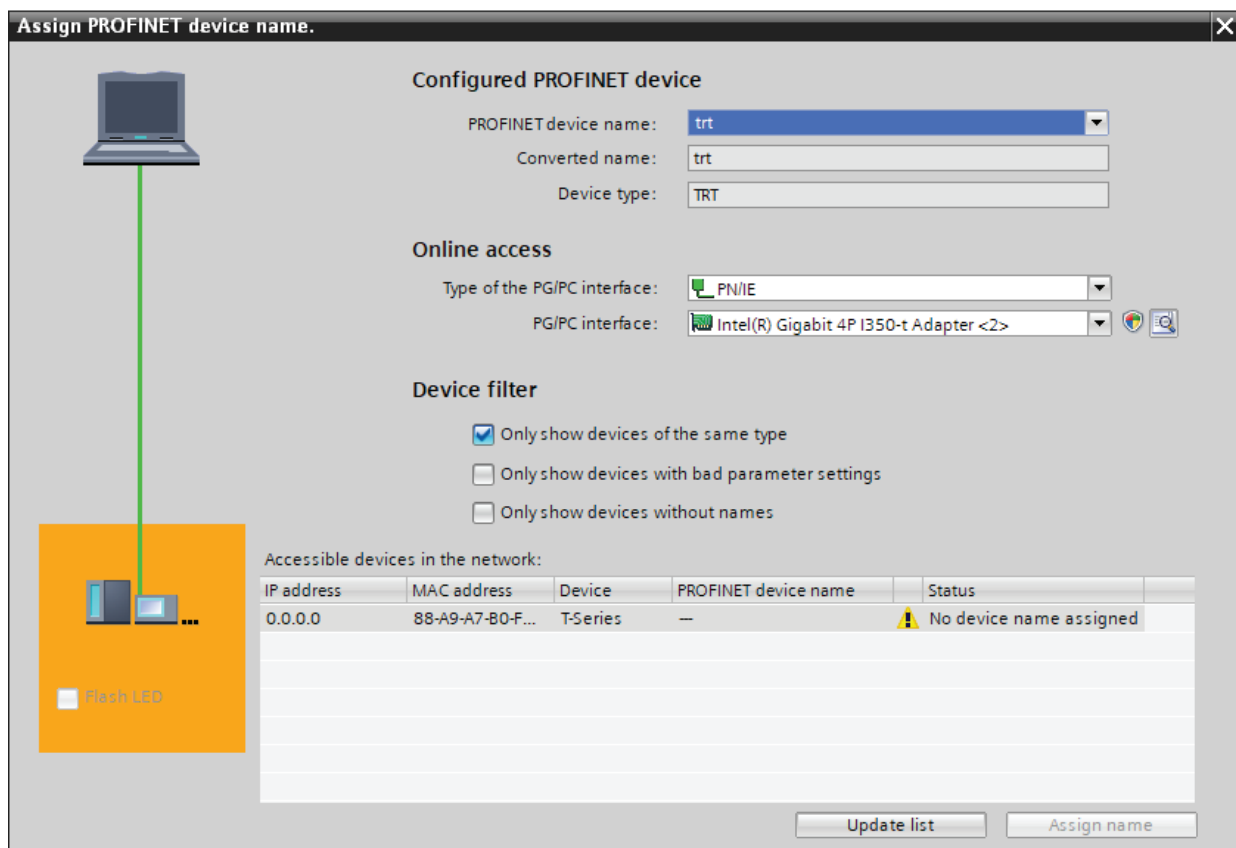 Assign PROFINET device name.
Configured PROFINET device
PROFINET device name: trt
Converted name: trt
Device type: TRT
Online access
Type of the PG/PC interface: PN/IE
PG/PC interface: Intel(R) Gigabit 4P I350-t Adapter <2>
Device filter
Only show devices of the same type
Only show devices with bad parameter settings
Only show devices without names
Accessible devices in the network:
IP address MAC address Device PROFINET device name Status
0.0.0.0 88-A9-A7-B0-F... T-Series — No device name assigned
Flash LED
Update list Assign name